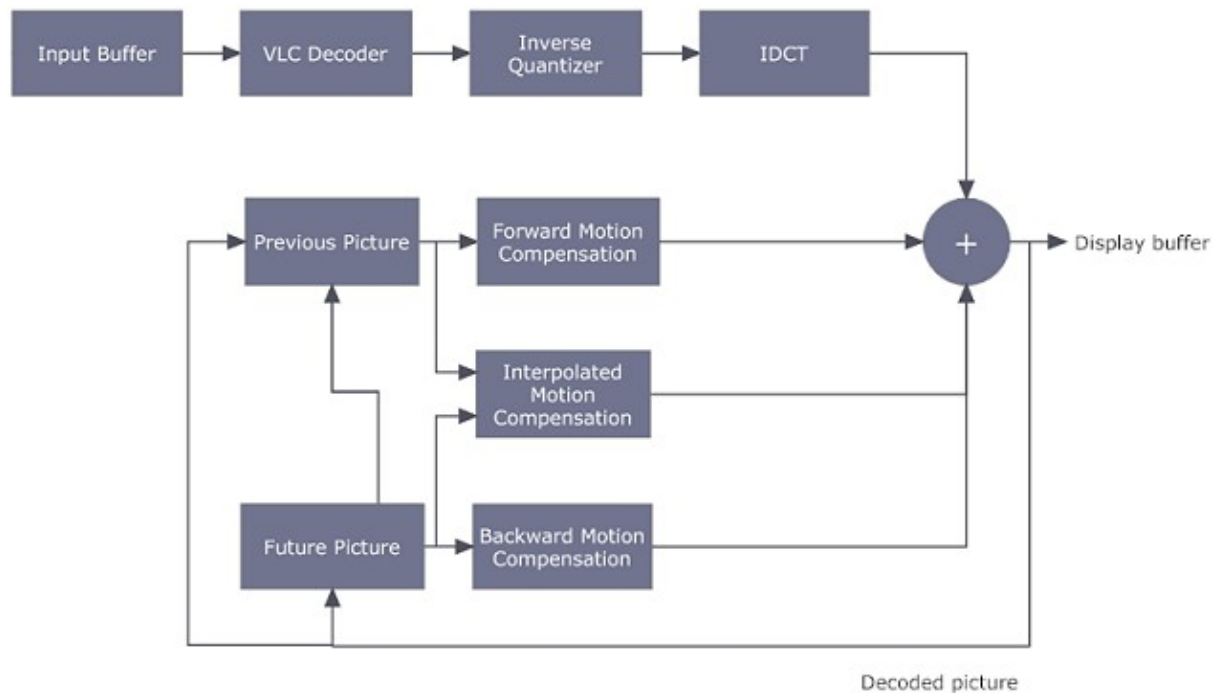 Input Buffer
VLC Decoder
Inverse
Quantizer
IDCT
Previous Picture
Forward Motion
Compensation
+
Display buffer
Interpolated
Motion
Compensation
Future Picture
Backward Motion
Compensation
Decoded picture